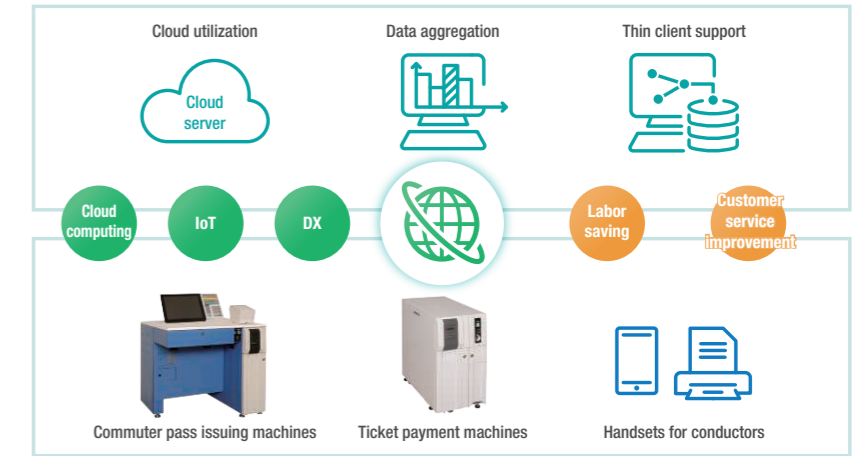 Cloud utilization
Data aggregation
Thin client support
Cloud
server
Cloud
computing
IoT
DX
Labor
saving
Customer
service
improvement
Commuter pass issuing machines
Ticket payment machines
Handsets for conductors